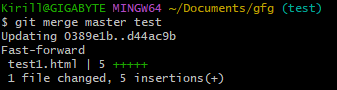 Kirill@GIGABYTE MINGW64 ~/Documents/gfg (test)
$ git merge master test
Updating 0389e1b..d44ac9b
Fast-forward
 test1.html | 5 +++++
 1 file changed, 5 insertions(+)